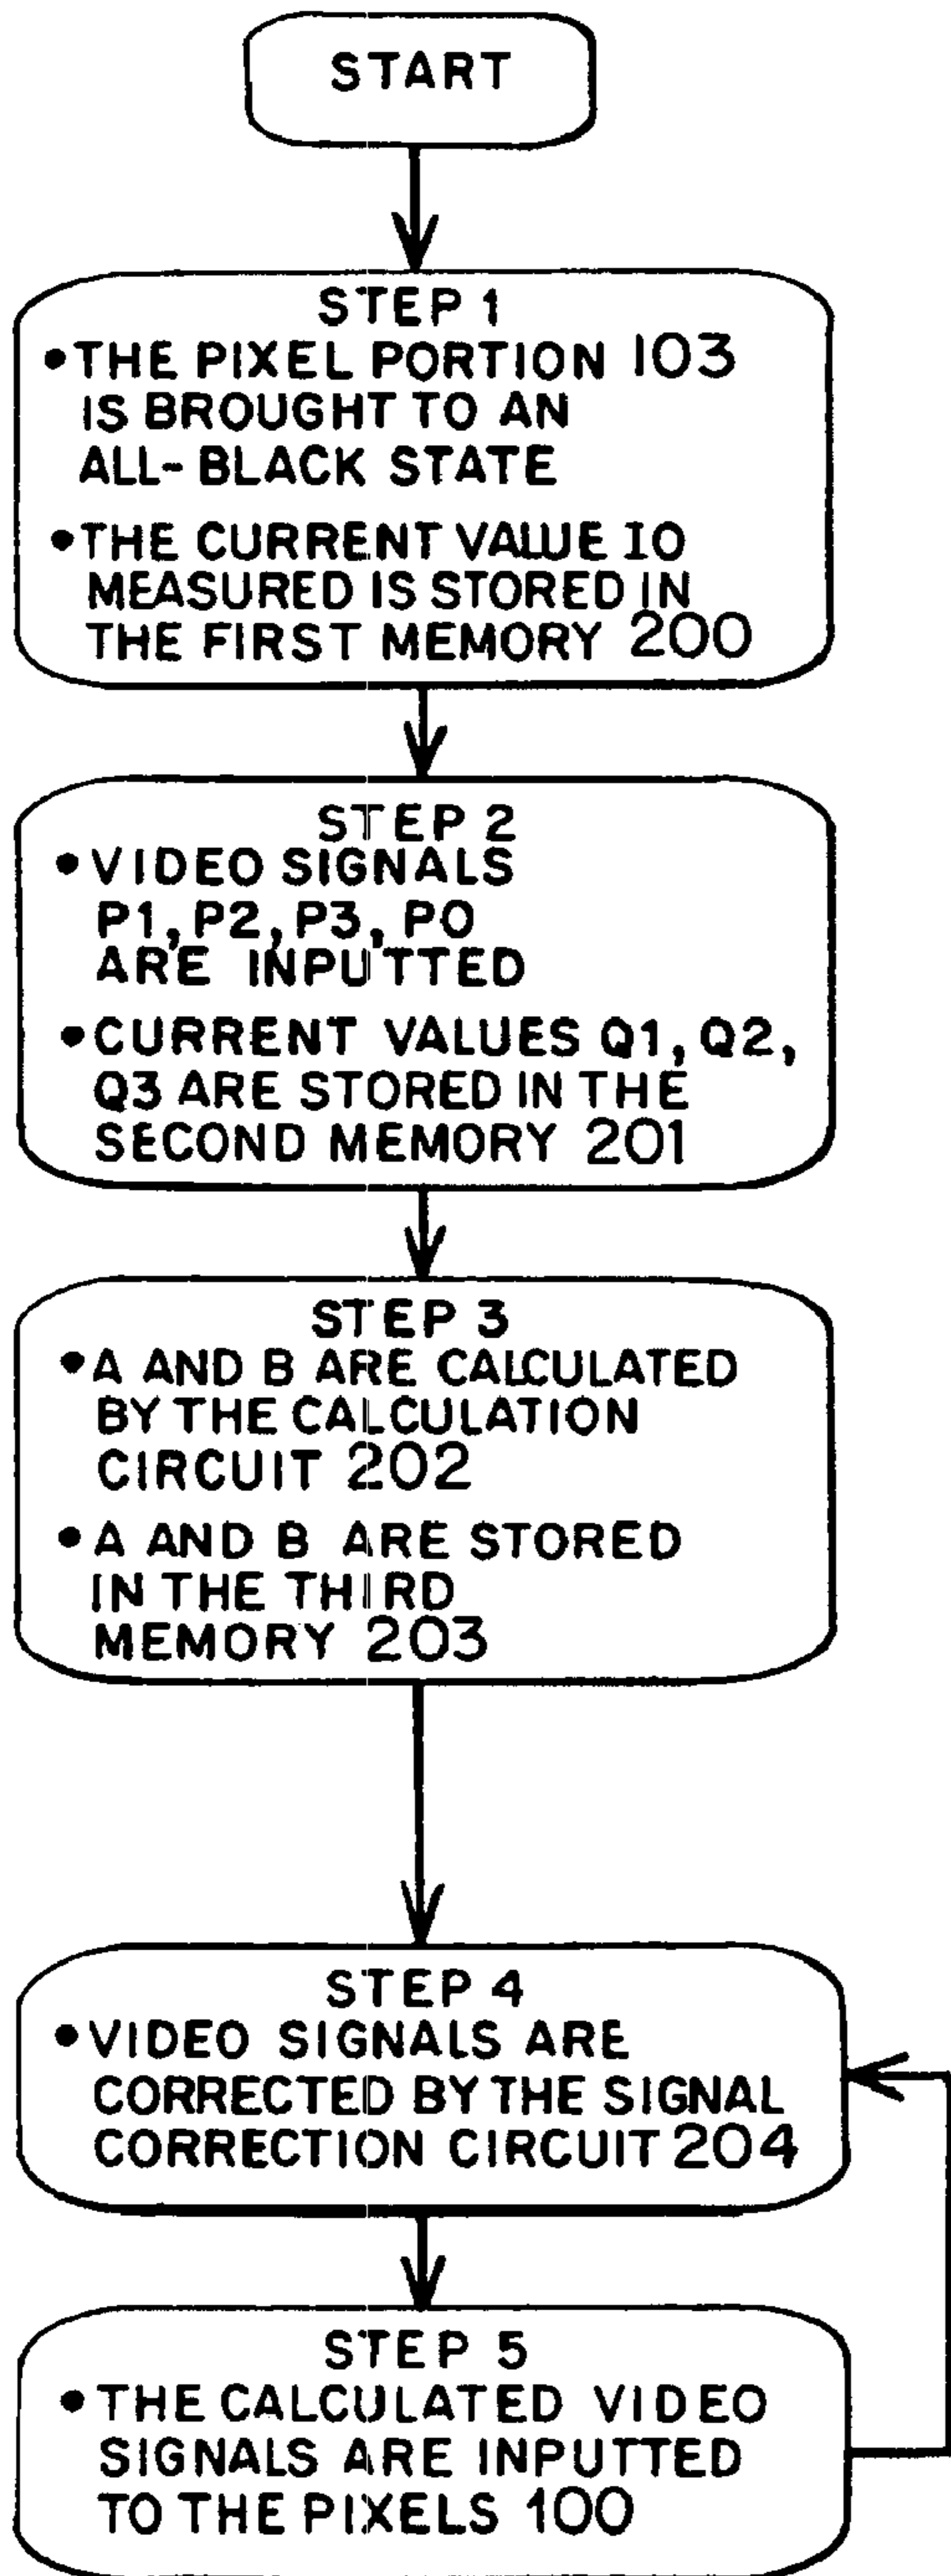 START
STEP 1
•THE PIXEL PORTION 103
IS BROUGHT TO AN
ALL-BLACK STATE
•THE CURRENT VALUE IO
MEASURED IS STORED IN
THE FIRST MEMORY 200
STEP 2
•VIDEO SIGNALS
P1, P2, P3, PO
ARE INPUTTED
•CURRENT VALUES Q1, Q2,
Q3 ARE STORED IN THE
SECOND MEMORY 201
STEP 3
•A AND B ARE CALCULATED
BY THE CALCULATION
CIRCUIT 202
•A AND B ARE STORED
IN THE THIRD
MEMORY 203
STEP 4
•VIDEO SIGNALS ARE
CORRECTED BY THE SIGNAL
CORRECTION CIRCUIT 204
STEP 5
•THE CALCULATED VIDEO
SIGNALS ARE INPUTTED
TO THE PIXELS 100